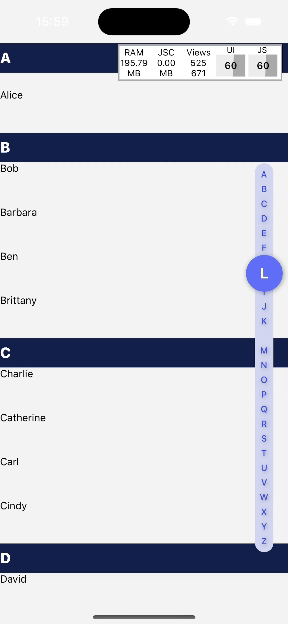 15:59
RAM
195.79
MB
JSC
0.00
MB
Views
525
671
UI
60
JS
60
A
Alice
B
Bob
Barbara
Ben
Brittany
C
Charlie
Catherine
Carl
Cindy
D
David
A
B
C
D
E
F
L
J
K
M
N
O
P
Q
R
S
T
U
V
W
X
Y
Z